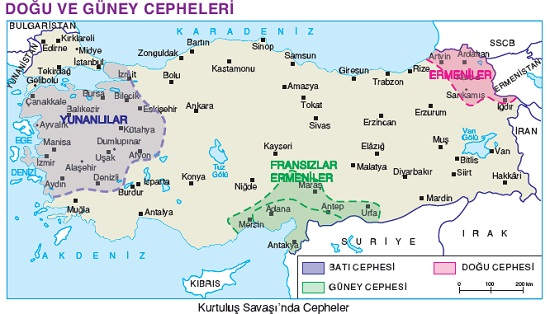 DOĞU VE GÜNEY CEPHELERİ
BULGARİSTAN
KARADENİZ
YUNANİSTAN
Kırklareli
Edirne
Midye
Tekirdağ
İstanbul
Gelibolu
İzmit
Zonguldak
Bartın
Kastamonu
Sinop
Samsun
Bolu
Amasya
Tokat
Giresun
Trabzon
Rize
Artvin
Ardahan
SSCB
ERMENİLER
ERMENİSTAN
Sarıkamış
Iğdır
Çanakkale
Bursa
Bilecik
Balıkesir
Eskişehir
Ankara
YUNANLILAR
Ayvalık
Kütahya
Sivas
Erzincan
Erzurum
İRAN
EGE
DENİZİ
Manisa
Dumlupınar
İzmir
Uşak
Afyon
Alaşehir
Aydın
Denizli
Isparta
Burdur
Muğla
Antalya
Konya
Tuz
Gölü
Kayseri
Niğde
FRANSIZLAR
ERMENİLER
Maraş
Elâzığ
Malatya
Diyarbakır
Muş
Van
Gölü
Van
Bitlis
Siirt
Hakkâri
Mardin
Mersin
Adana
Antep
Urfa
Antakya
AKDENİZ
KIBRIS
SURİYE
IRAK
BATI CEPHESİ
DOĞU CEPHESİ
GÜNEY CEPHESİ
0 100 200 km
Kurtuluş Savaşı'nda Cepheler